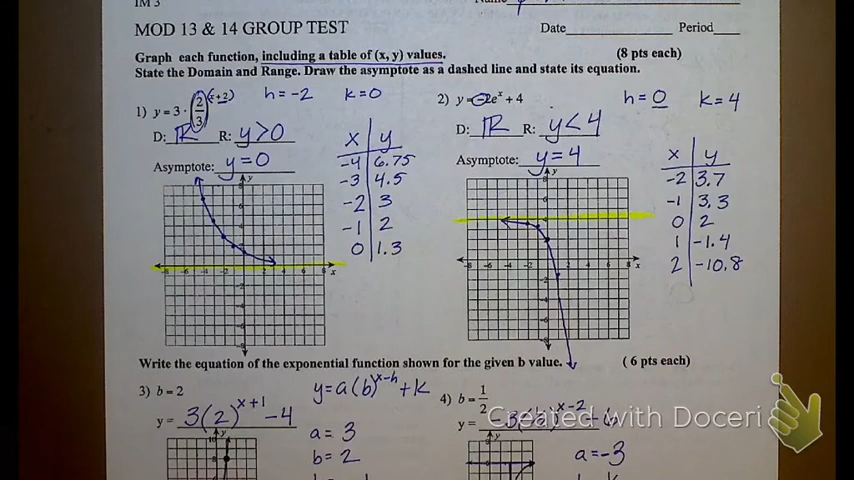 IM 3
MOD 13 & 14 GROUP TEST
Date Period
Graph each function, including a table of (x, y) values. (8 pts each)
State the Domain and Range. Draw the asymptote as a dashed line and state its equation.
1) y = 3 · (2/3)^(x+2) h = -2 k = 0
D: ℝ R: y > 0
Asymptote: y = 0
x y
-4 6.75
-3 4.5
-2 3
-1 2
0 1.3
2) y = -2e^x + 4 h = 0 k = 4
D: ℝ R: y < 4
Asymptote: y = 4
x y
-2 3.7
-1 3.3
0 2
1 -1.4
2 -10.8
Write the equation of the exponential function shown for the given b value. ( 6 pts each)
3) b = 2 y = a(b)^x-h + k
y = 3(2)^x+1 - 4
a = 3
b = 2
4) b = 1/2
y =
a = -3
Created with Doceri